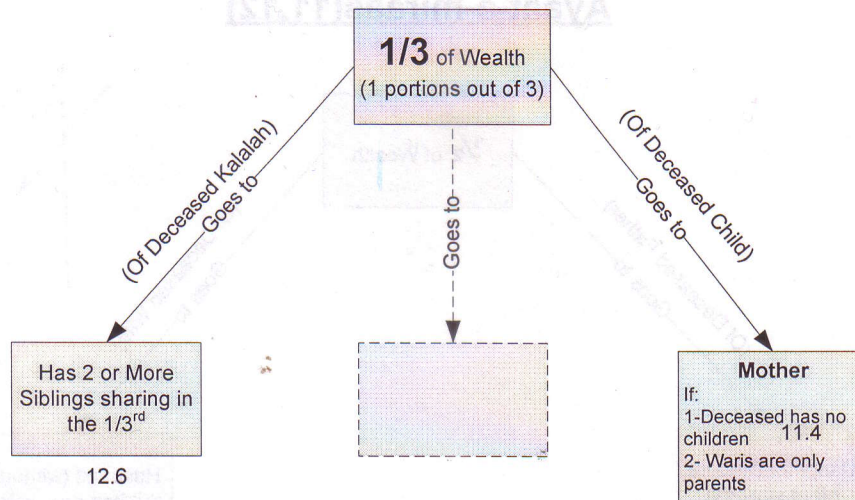 1/3 of Wealth
(1 portions out of 3)
(Of Deceased Kalalah)
Goes to
Goes to
(Of Deceased Child)
Goes to
Has 2 or More
Siblings sharing in
the 1/3rd
12.6
Mother
If:
1-Deceased has no
children 11.4
2- Waris are only
parents